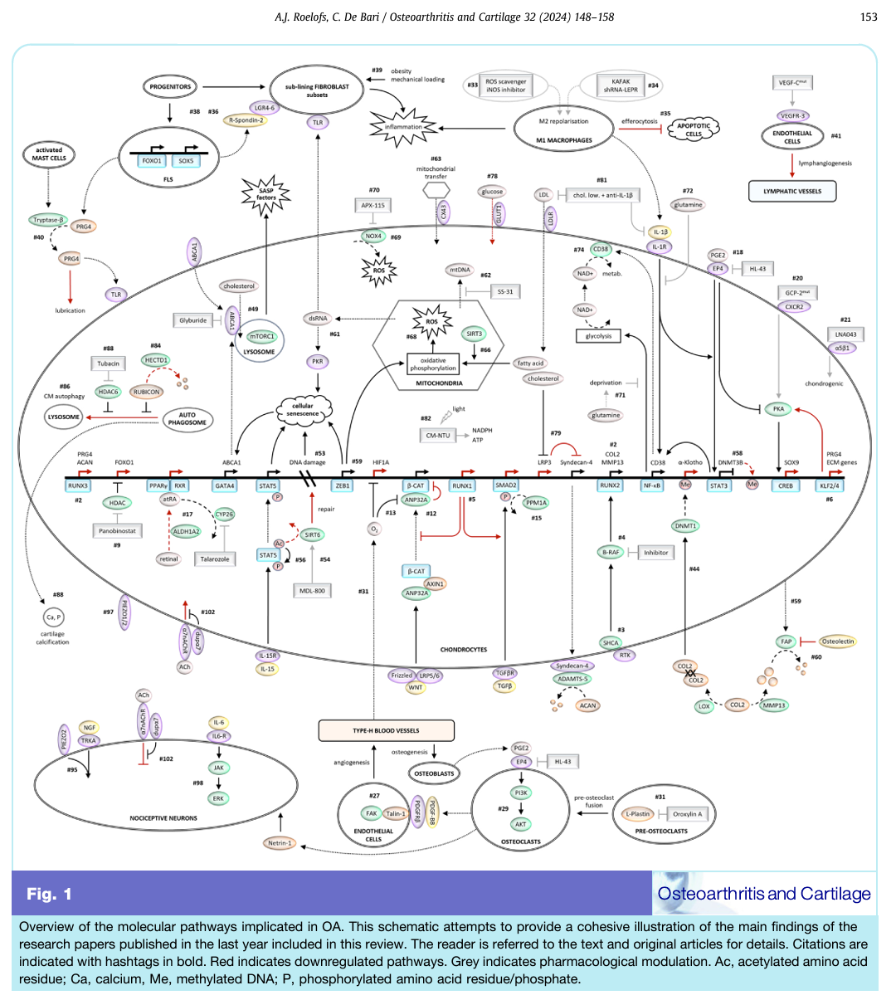 A.J. Roelofs, C. De Bari / Osteoarthritis and Cartilage 32 (2024) 148–158
153
PROGENITORS
sub-lining FIBROBLAST
subsets
#39
obesity
mechanical loading
#38
#36
LGR4-6
R-Spondin-2
TLR
inflammation
#33
ROS scavenger
iNOS inhibitor
KAFAK
shRNA-LEPR
#34
M2 repolarisation
M1 MACROPHAGES
efferocytosis
#35
APOPTOTIC
CELLS
VEGF-Cmut
VEGFR-3
ENDOTHELIAL
CELLS
#41
lymphangiogenesis
LYMPHATIC VESSELS
activated
MAST CELLS
FOXO1
SOX5
FLS
Tryptase-β
PRG4
#40
PRG4
lubrication
TLR
SASP
factors
#63
mitochondrial
transfer
CX43
#78
glucose
GLUT1
LDL
LDLR
#81
chol. low. + anti-IL-1β
#72
glutamine
#70
APX-115
NOX4
#69
ROS
IL-1β
IL-1R
PGE2
EP4
#18
HL-43
#20
GCP-2mut
CXCR2
#21
LNA043
α5β1
chondrogenic
ABCA1
cholesterol
#49
Glyburide
ABCA1
mTORC1
LYSOSOME
mtDNA
#62
SS-31
dsRNA
#61
PKR
ROS
#68
SIRT3
#66
oxidative
phosphorylation
MITOCHONDRIA
fatty acid
cholesterol
#74
CD38
NAD+
metab.
NAD+
glycolysis
deprivation
#71
glutamine
#88
Tubacin
HDAC6
#84
HECTD1
RUBICON
#86
CM autophagy
LYSOSOME
AUTO
PHAGOSOME
cellular
senescence
#82
light
CM-NTU
NADPH
ATP
PKA
#53
DNA damage
#59
#79
PRG4
ACAN
FOXO1
ABCA1
HIF1A
LRP3
Syndecan-4
#2
COL2
MMP13
CD38
α-Klotho
#58
DNMT3B
SOX9
PRG4
ECM genes
RUNX3
PPARγ
RXR
GATA4
STAT5
ZEB1
β-CAT
RUNX1
SMAD2
RUNX2
NF-κB
Me
STAT3
Me
CREB
KLF2/4
#2
HDAC
Panobinostat
#9
atRA
#17
ALDH1A2
CYP26
retinal
Talarozole
P
repair
Ac
STAT5
P
#56
SIRT6
#54
MDL-800
#13
O2
ANP32A
#12
#5
P
PPM1A
#15
β-CAT
AXIN1
ANP32A
#31
#4
B-RAF
Inhibitor
#3
SHCA
RTK
DNMT1
#44
#6
#59
FAP
Osteolectin
#60
#88
Ca, P
cartilage
calcification
#97
PIEZO1/2
#102
α7nAChR
dupα7
ACh
IL-15R
IL-15
CHONDROCYTES
Frizzled
LRP5/6
WNT
TGFβR
TGFβ
Syndecan-4
ADAMTS-5
ACAN
COL2
XX
COL2
LOX
COL2
MMP13
ACh
α7nAChR
dupα7
PIEZO2
NGF
TRKA
#95
#102
IL-6
IL6-R
JAK
#98
ERK
NOCICEPTIVE NEURONS
Netrin-1
TYPE-H BLOOD VESSELS
angiogenesis
osteogenesis
OSTEOBLASTS
#27
FAK
Talin-1
ENDOTHELIAL
CELLS
PDGFRβ
PDGF-BB
PGE2
EP4
HL-43
PI3K
#29
AKT
OSTEOCLASTS
pre-osteoclast
fusion
#31
L-Plastin
Oroxylin A
PRE-OSTEOCLASTS
Fig. 1
Osteoarthritis and Cartilage
Overview of the molecular pathways implicated in OA. This schematic attempts to provide a cohesive illustration of the main findings of the
research papers published in the last year included in this review. The reader is referred to the text and original articles for details. Citations are
indicated with hashtags in bold. Red indicates downregulated pathways. Grey indicates pharmacological modulation. Ac, acetylated amino acid
residue; Ca, calcium, Me, methylated DNA; P, phosphorylated amino acid residue/phosphate.